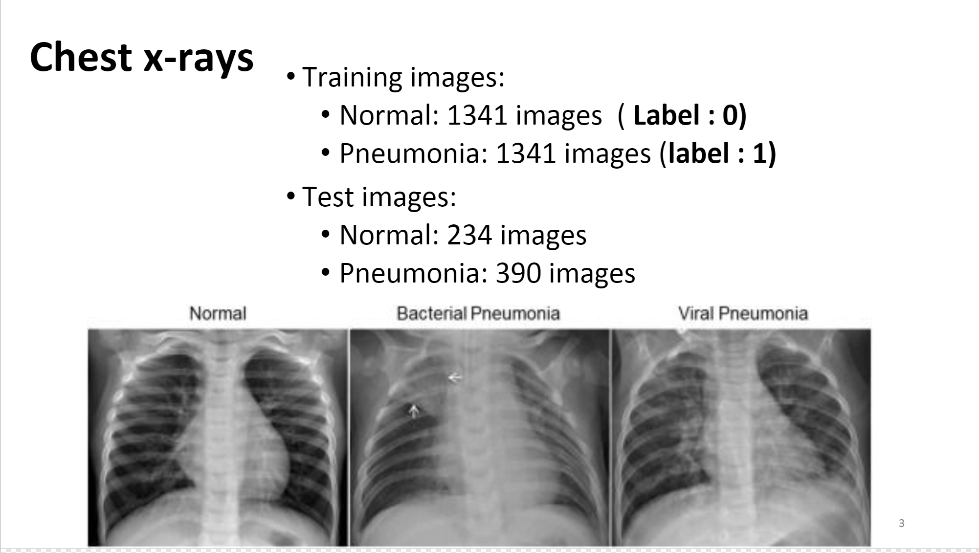 Chest x-rays
• Training images:
• Normal: 1341 images ( Label : 0)
• Pneumonia: 1341 images (label : 1)
• Test images:
• Normal: 234 images
• Pneumonia: 390 images
Normal
Bacterial Pneumonia
Viral Pneumonia
3